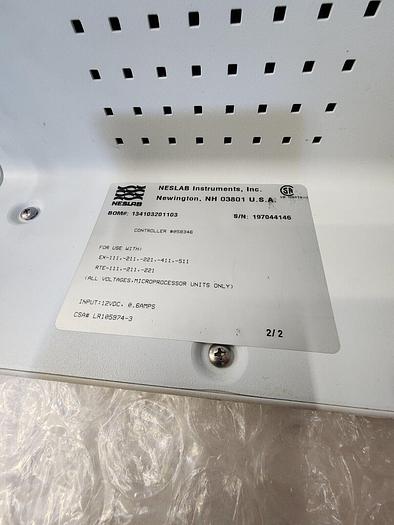 NESLAB Instruments, Inc.
Newington, NH 03801 U.S.A.
NESLAB
BOM#: 134103201103 S/N: 197044146
CONTROLLER #058346
FOR USE WITH:
EX-111,-211,-221,-411,-511
RTE-111,-211,-221
(ALL VOLTAGES,MICROPROCESSOR UNITS ONLY)
INPUT:12VDC, 0.6AMPS
CSA# LR105974-3
2/2